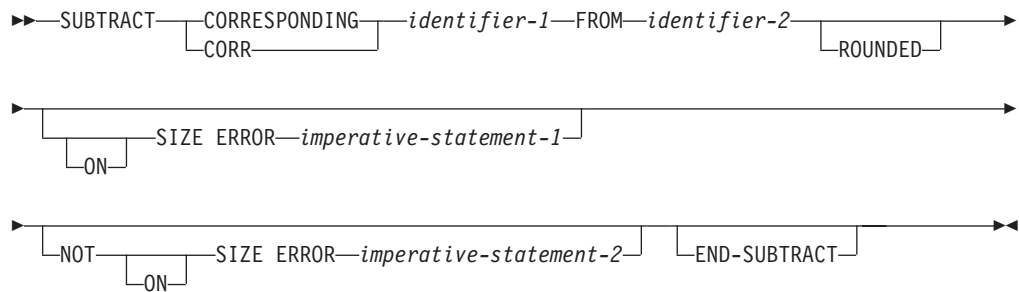 SUBTRACT CORRESPONDING identifier-1 FROM identifier-2
CORR ROUNDED
SIZE ERROR imperative-statement-1
ON
NOT SIZE ERROR imperative-statement-2 END-SUBTRACT
ON